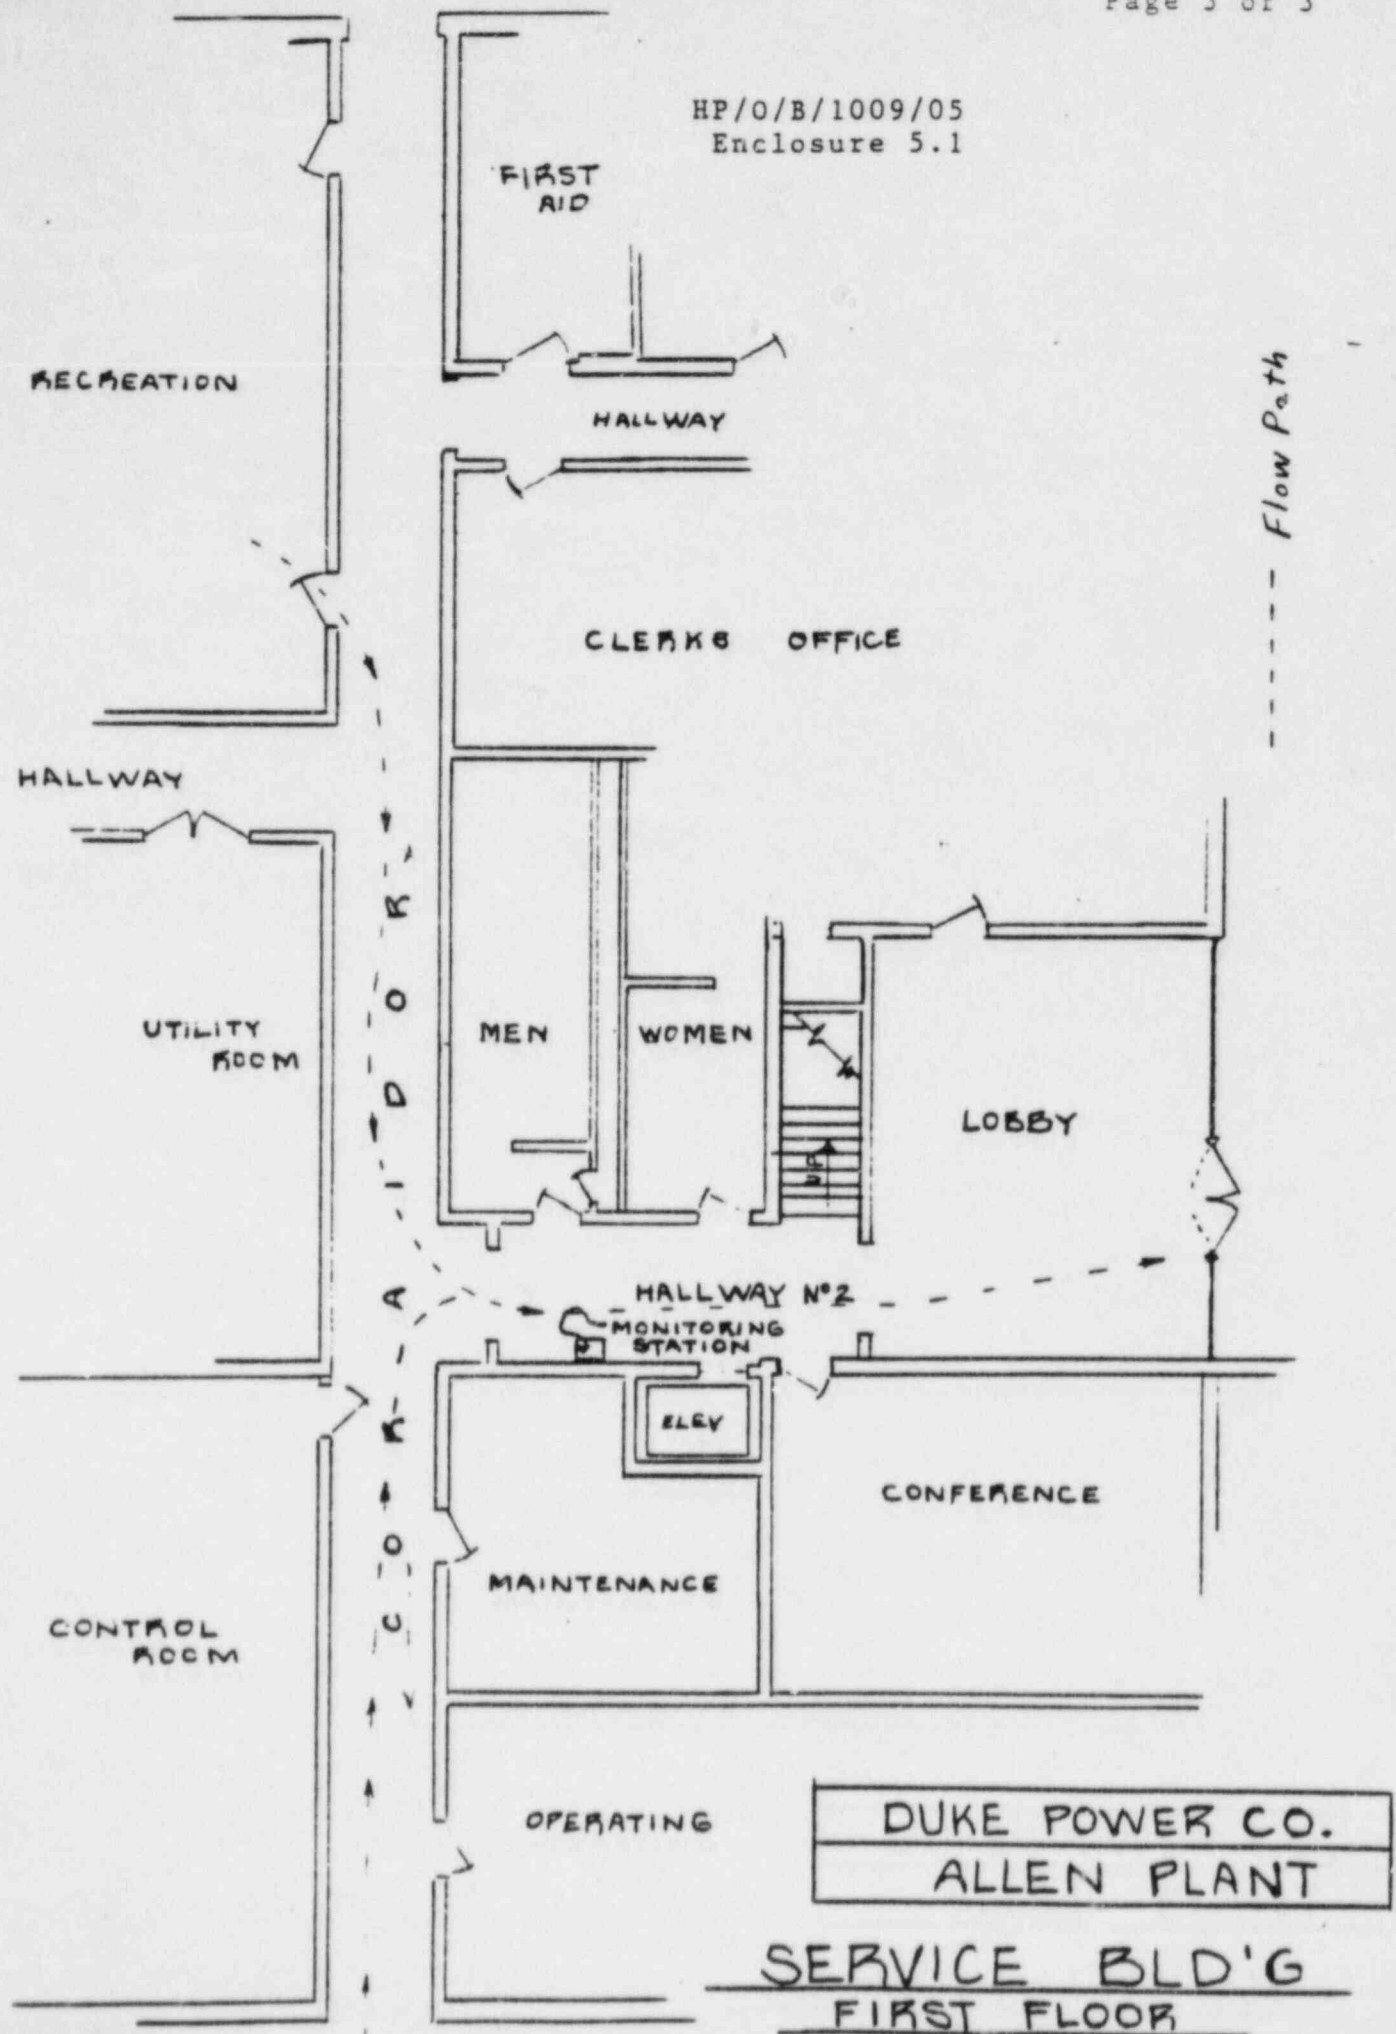 Page 5 of 5
HP/0/B/1009/05
Enclosure 5.1
FIRST
AID
RECREATION
HALLWAY
---- Flow Path
CLERKS OFFICE
HALLWAY
UTILITY
ROOM
MEN
WOMEN
UP
LOBBY
CORRIDOR
HALLWAY Nº2
MONITORING
STATION
ELEV
CONFERENCE
MAINTENANCE
CONTROL
ROOM
OPERATING
DUKE POWER CO.
ALLEN PLANT
SERVICE BLD'G
FIRST FLOOR